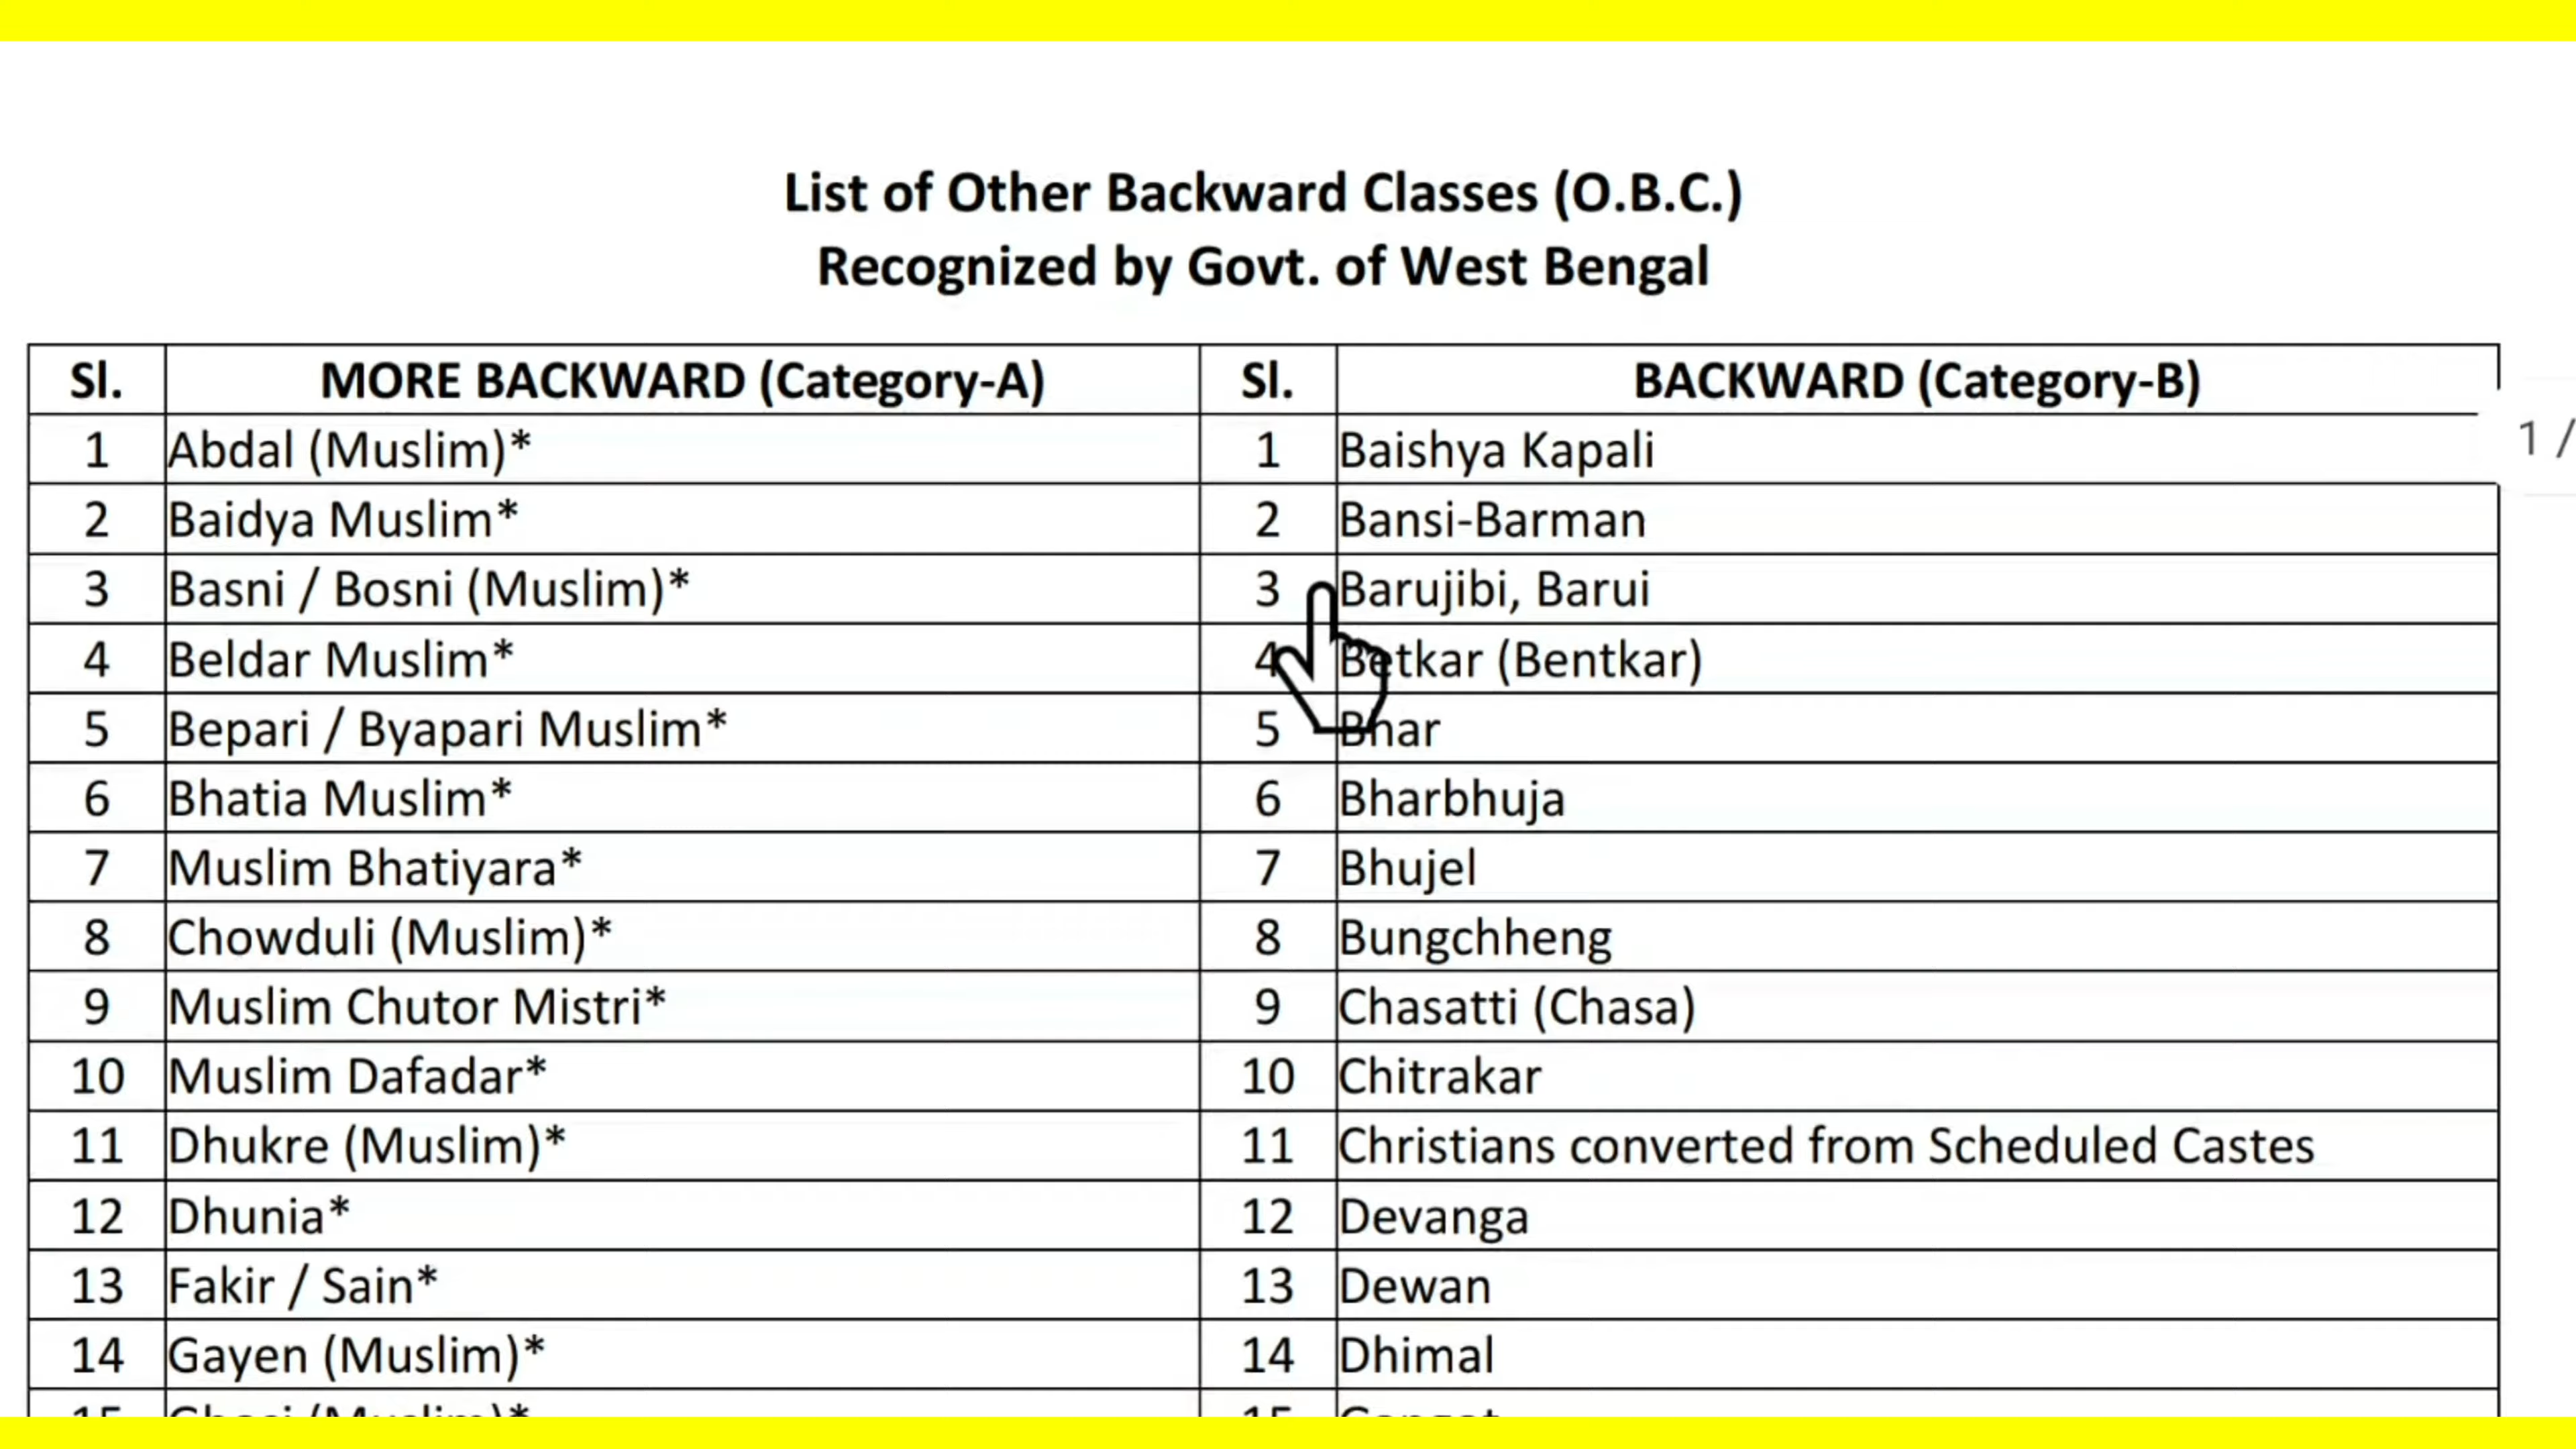 List of Other Backward Classes (O.B.C.)
Recognized by Govt. of West Bengal
Sl. MORE BACKWARD (Category-A) Sl. BACKWARD (Category-B)
1 Abdal (Muslim)* 1 Baishya Kapali
1 /
2 Baidya Muslim* 2 Bansi-Barman
3 Basni / Bosni (Muslim)* 3 Barujibi, Barui
4 Beldar Muslim* 4 Betkar (Bentkar)
5 Bepari / Byapari Muslim* 5 Bhar
6 Bhatia Muslim* 6 Bharbhuja
7 Muslim Bhatiyara* 7 Bhujel
8 Chowduli (Muslim)* 8 Bungchheng
9 Muslim Chutor Mistri* 9 Chasatti (Chasa)
10 Muslim Dafadar* 10 Chitrakar
11 Dhukre (Muslim)* 11 Christians converted from Scheduled Castes
12 Dhunia* 12 Devanga
13 Fakir / Sain* 13 Dewan
14 Gayen (Muslim)* 14 Dhimal
15 (Muslim)* 15